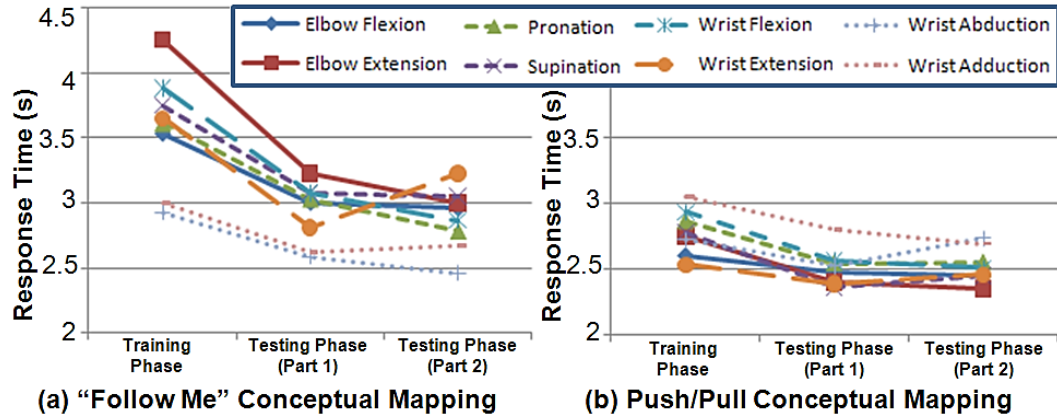 4.5
4
3.5
3
2.5
2
Response Time (s)
Elbow Flexion Pronation Wrist Flexion Wrist Abduction
Elbow Extension Supination Wrist Extension Wrist Adduction
Training Phase
Testing Phase (Part 1)
Testing Phase (Part 2)
(a) “Follow Me” Conceptual Mapping
3.5
3
2.5
2
Response Time (s)
Training Phase
Testing Phase (Part 1)
Testing Phase (Part 2)
(b) Push/Pull Conceptual Mapping